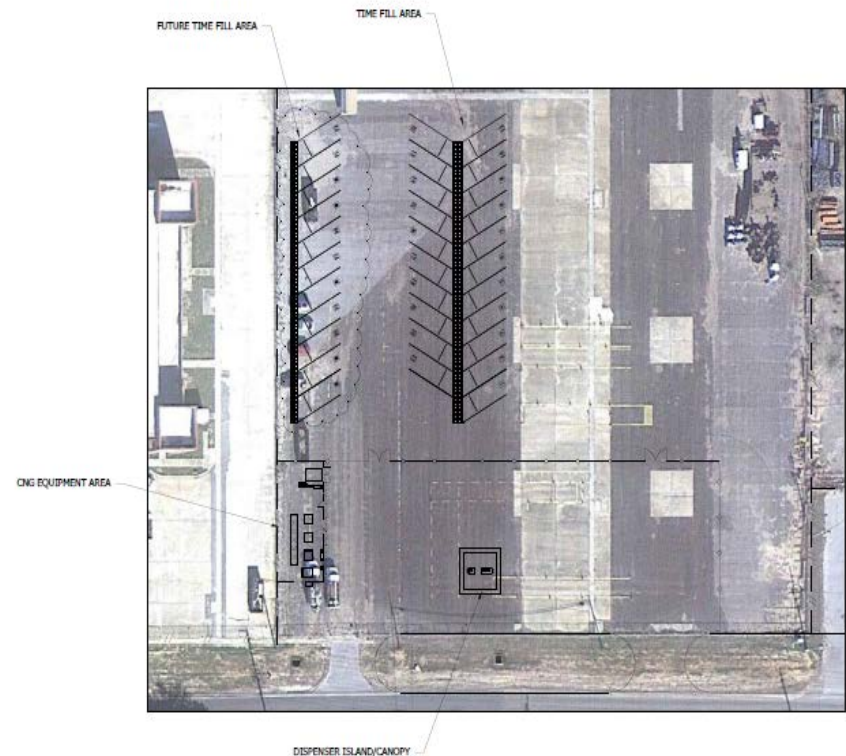 TIME FILL AREA
FUTURE TIME FILL AREA
CNG EQUIPMENT AREA
DISPENSER ISLAND/CANOPY